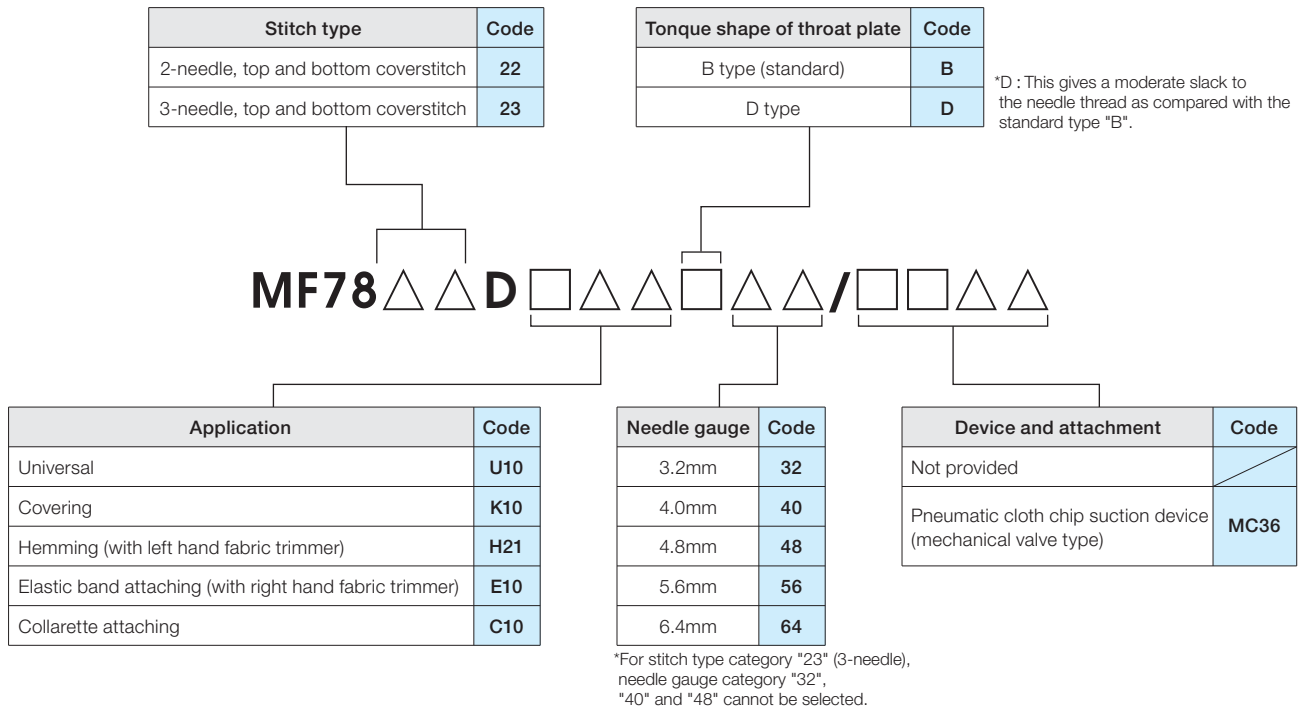 Stitch type Code
2-needle, top and bottom coverstitch 22
3-needle, top and bottom coverstitch 23
Tonque shape of throat plate Code
B type (standard) B
D type D
*D : This gives a moderate slack to
the needle thread as compared with the
standard type "B".
MF78△△D□△△□△△/□□△△
Application Code
Universal U10
Covering K10
Hemming (with left hand fabric trimmer) H21
Elastic band attaching (with right hand fabric trimmer) E10
Collarette attaching C10
Needle gauge Code
3.2mm 32
4.0mm 40
4.8mm 48
5.6mm 56
6.4mm 64
*For stitch type category "23" (3-needle),
needle gauge category "32",
"40" and "48" cannot be selected.
Device and attachment Code
Not provided
Pneumatic cloth chip suction device
(mechanical valve type) MC36